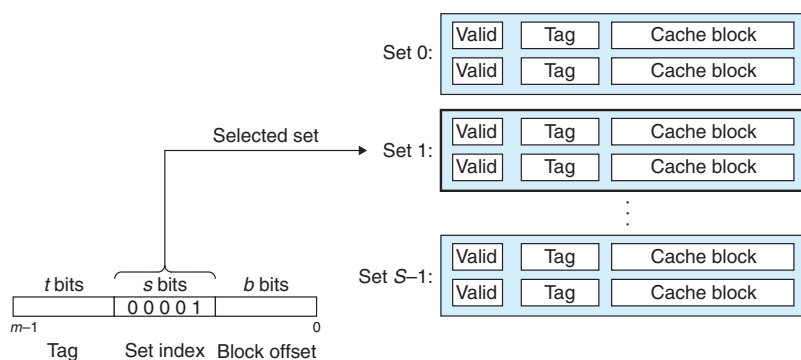 Set 0:
Valid Tag Cache block
Valid Tag Cache block
Selected set
Set 1:
Valid Tag Cache block
Valid Tag Cache block
Set S–1:
Valid Tag Cache block
Valid Tag Cache block
t bits s bits b bits
0 0 0 0 1
m–1 0
Tag Set index Block offset